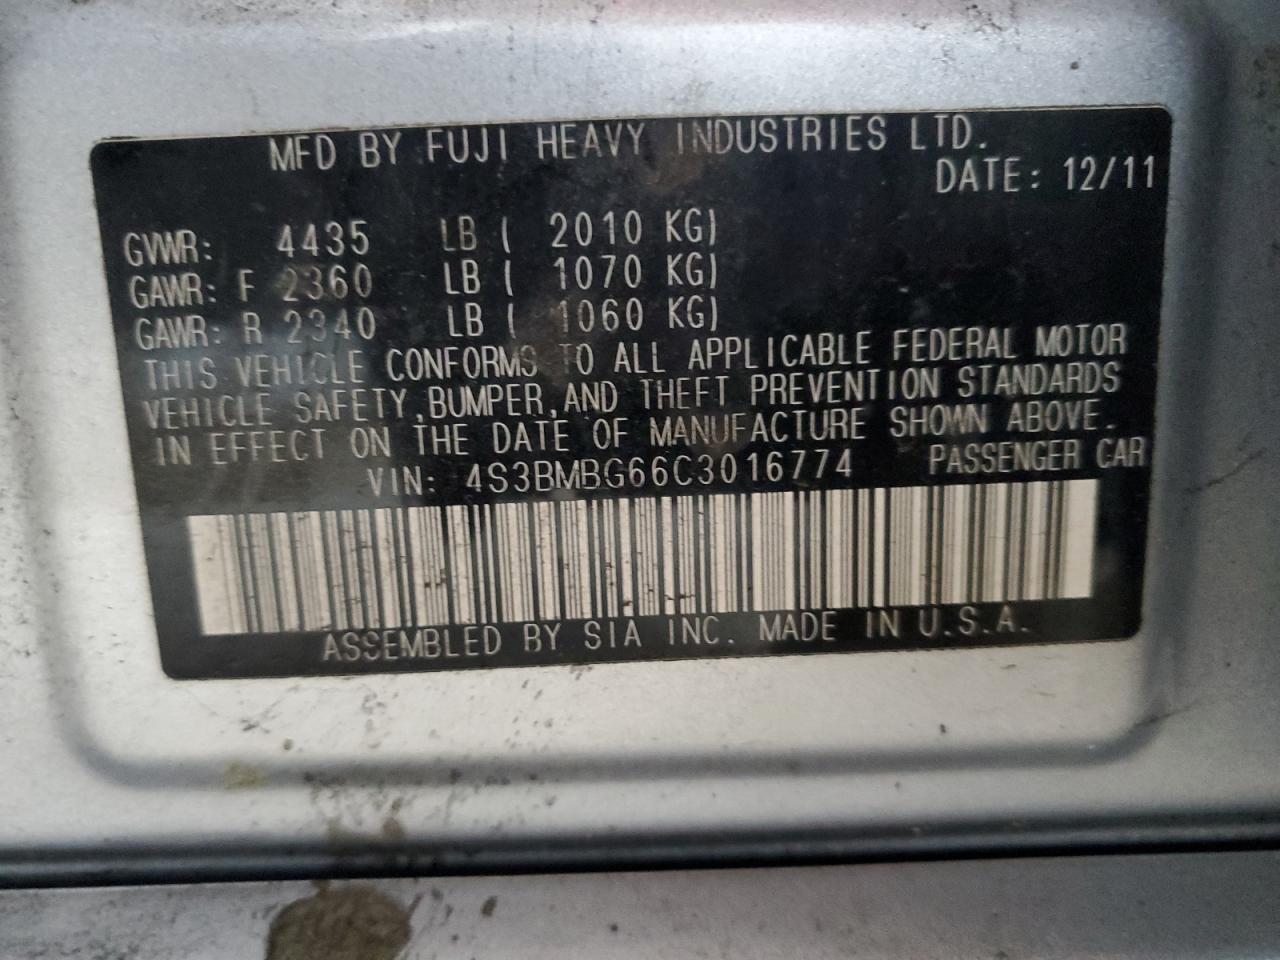 MFD BY FUJI HEAVY INDUSTRIES LTD.
DATE: 12/11
GVWR: 4435 LB ( 2010 KG)
GAWR: F 2360 LB ( 1070 KG)
GAWR: R 2340 LB ( 1060 KG)
THIS VEHICLE CONFORMS TO ALL APPLICABLE FEDERAL MOTOR
VEHICLE SAFETY,BUMPER,AND THEFT PREVENTION STANDARDS
IN EFFECT ON THE DATE OF MANUFACTURE SHOWN ABOVE.
VIN: 4S3BMBG66C3016774 PASSENGER CAR
ASSEMBLED BY SIA INC. MADE IN U.S.A.